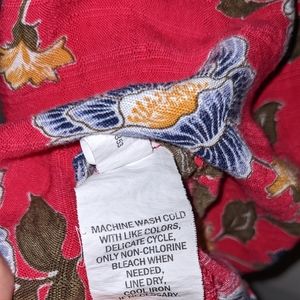 MACHINE WASH COLD
WITH LIKE COLORS,
DELICATE CYCLE,
ONLY NON-CHLORINE
BLEACH WHEN
NEEDED,
LINE DRY,
COOL IRON